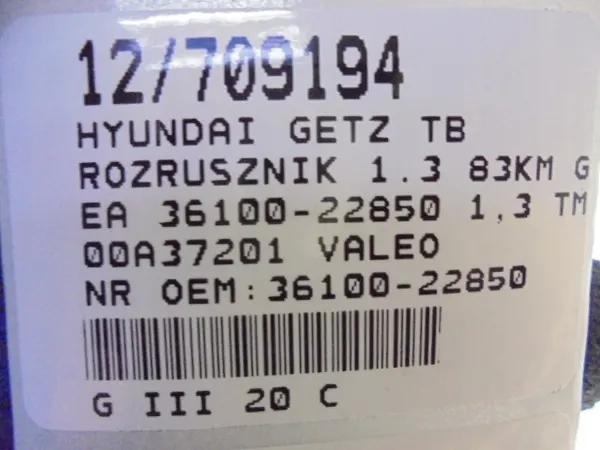 12/709194
HYUNDAI GETZ TB
ROZRUSZNIK 1.3 83KM G
EA 36100-22850 1,3 TM
00A37201 VALEO
NR OEM:36100-22850
G III 20 C